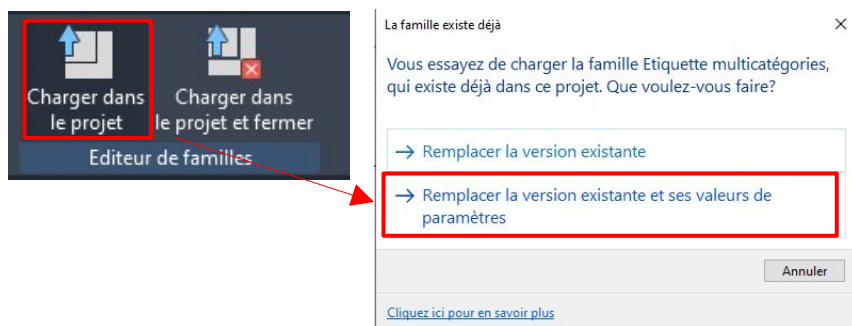 Charger dans
le projet
Charger dans
le projet et fermer
Editeur de familles
La famille existe déjà
Vous essayez de charger la famille Etiquette multicatégories,
qui existe déjà dans ce projet. Que voulez-vous faire?
Remplacer la version existante
Remplacer la version existante et ses valeurs de
paramètres
Annuler
Cliquez ici pour en savoir plus